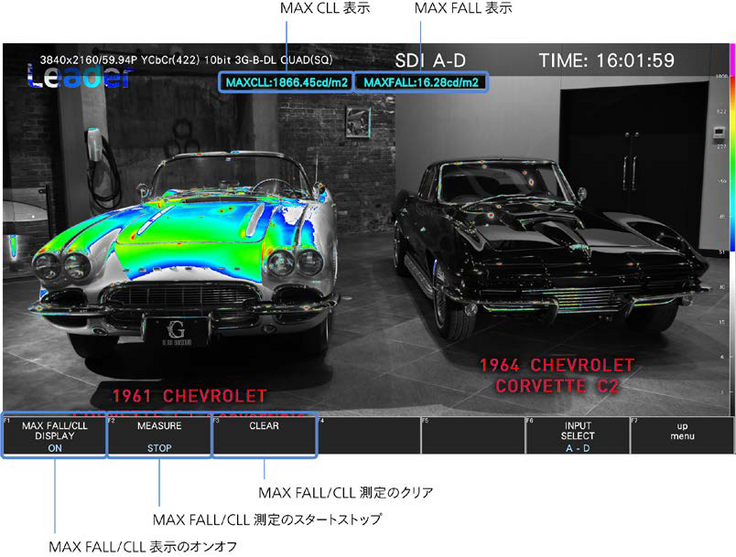 MAX CLL 表示
MAX FALL 表示
3840x2160/59.94P YCbCr(422) 10bit 3G-B-DL QUAD(SQ)
SDI A-D
TIME: 16:01:59
Leader
MAXCLL:1866.45cd/m2
MAXFALL:16.28cd/m2
G
1961 CHEVROLET
1964 CHEVROLET
CORVETTE C2
F1 MAX FALL/CLL
DISPLAY
ON
F2 MEASURE
STOP
F3 CLEAR
F4
F5
F6 INPUT
SELECT
A - D
F7 up
menu
MAX FALL/CLL 測定のクリア
MAX FALL/CLL 測定のスタートストップ
MAX FALL/CLL 表示のオンオフ